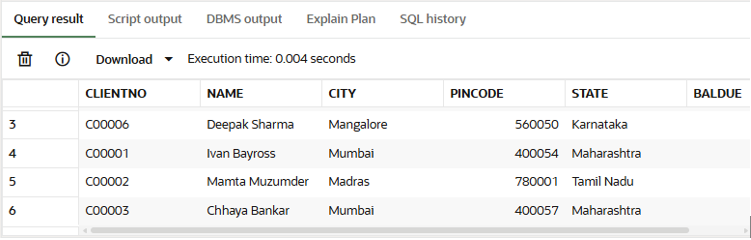 Query result Script output DBMS output Explain Plan SQL history
Download Execution time: 0.004 seconds
CLIENTNO NAME CITY PINCODE STATE BALDUE
3 C00006 Deepak Sharma Mangalore 560050 Karnataka
4 C00001 Ivan Bayross Mumbai 400054 Maharashtra
5 C00002 Mamta Muzumder Madras 780001 Tamil Nadu
6 C00003 Chhaya Bankar Mumbai 400057 Maharashtra